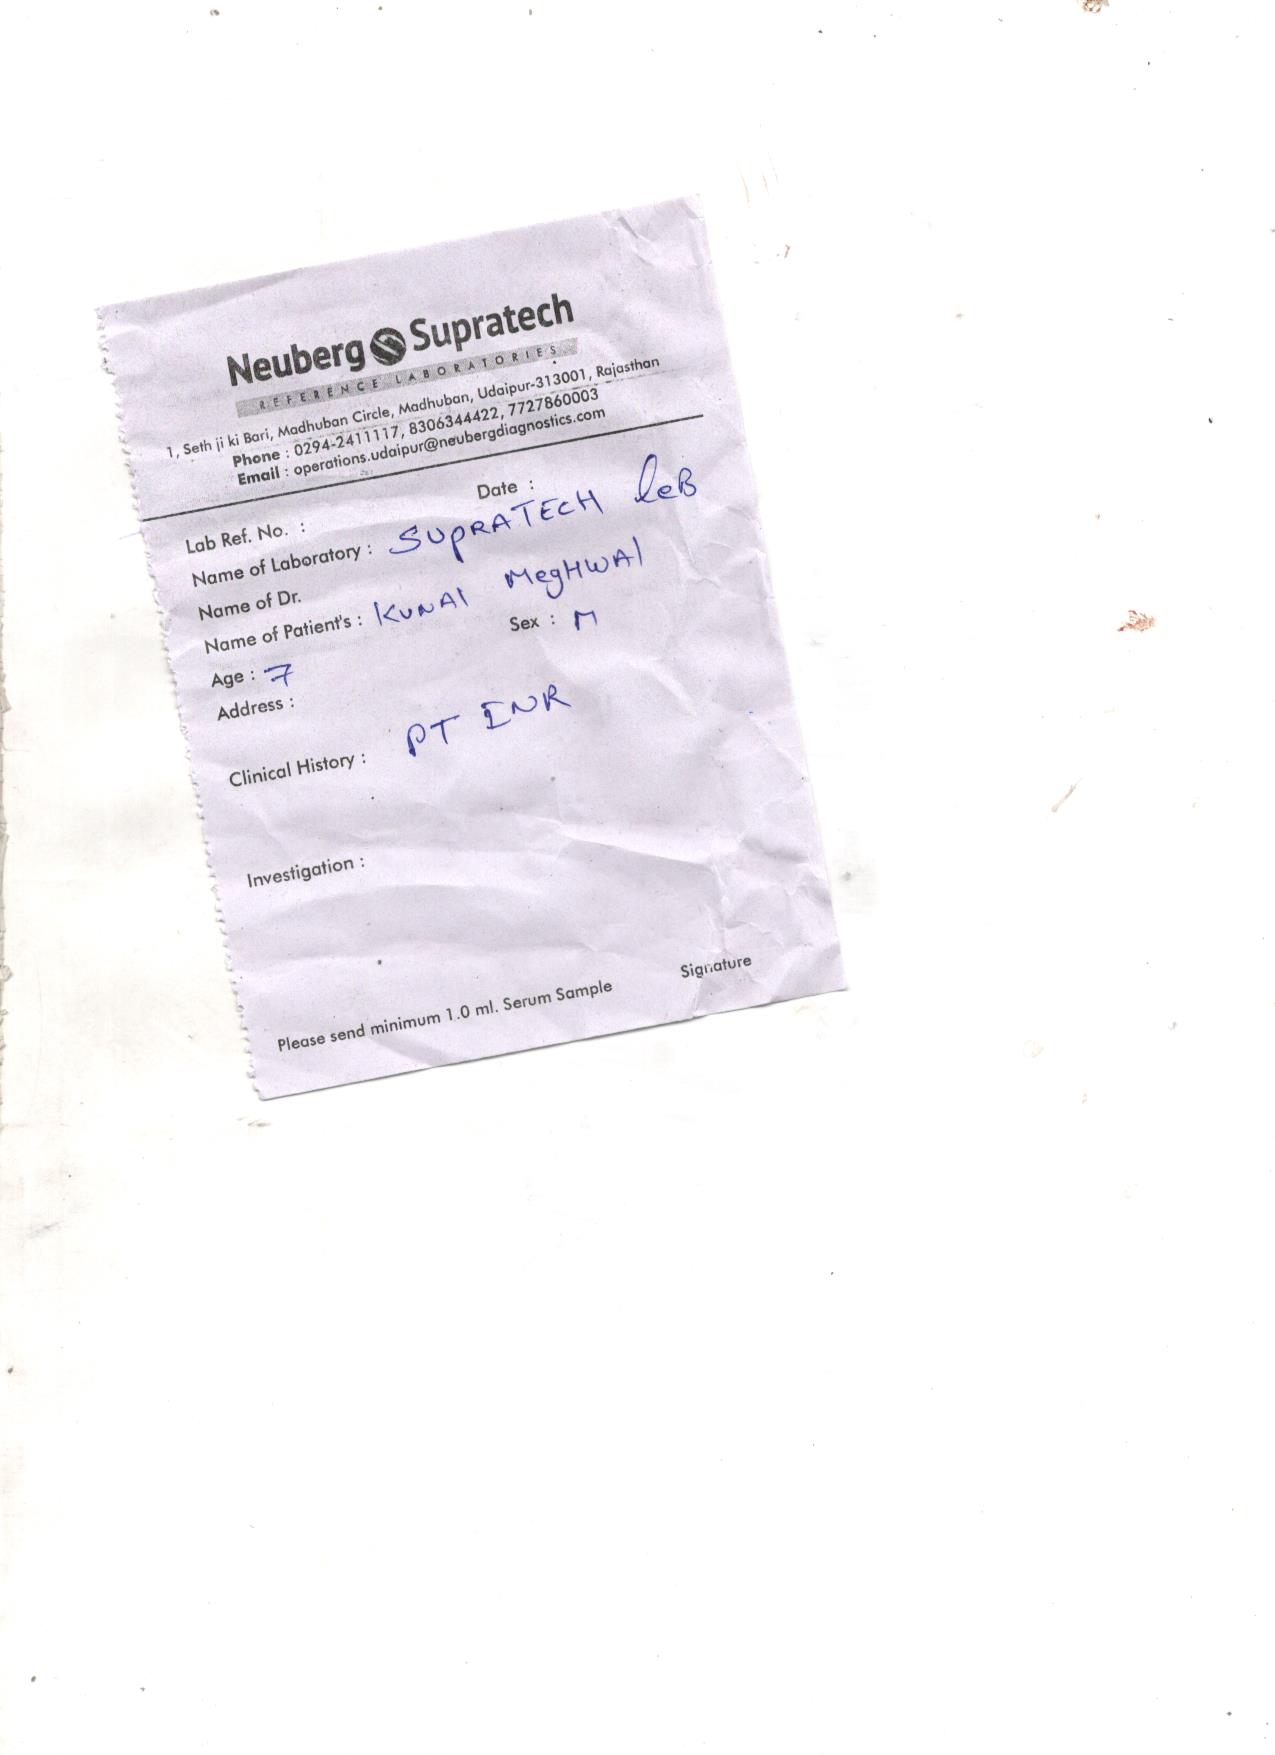 Neuberg Supratech
REFERENCE LABORATORIES
1, Seth ji ki Bari, Madhuban Circle, Madhuban, Udaipur-313001, Rajasthan
Phone : 0294-2411117, 8306344422, 7727860003
Email : operations.udaipur@neubergdiagnostics.com
Lab Ref. No. : Date :
Name of Laboratory : SUPRATECH leB
Name of Dr.
Name of Patient's : KUNAl MegHWAl
Age : 7 Sex : M
Address :
Clinical History : PT INR
Investigation :
Signature
Please send minimum 1.0 ml. Serum Sample